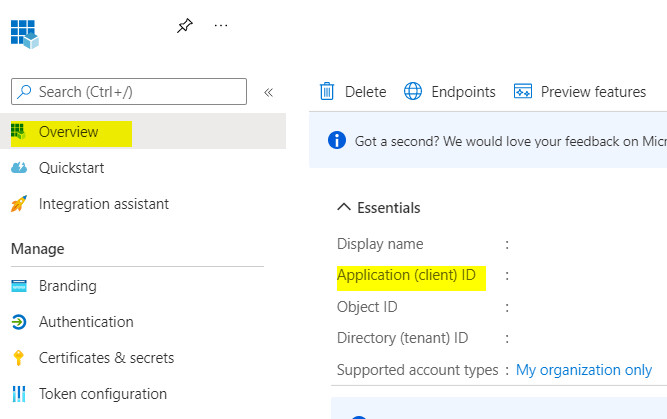 ...
Search (Ctrl+/)
«
Overview
Quickstart
Integration assistant
Manage
Branding
Authentication
Certificates & secrets
Token configuration
Delete Endpoints Preview features
Got a second? We would love your feedback on Micr
Essentials
Display name :
Application (client) ID :
Object ID :
Directory (tenant) ID :
Supported account types : My organization only